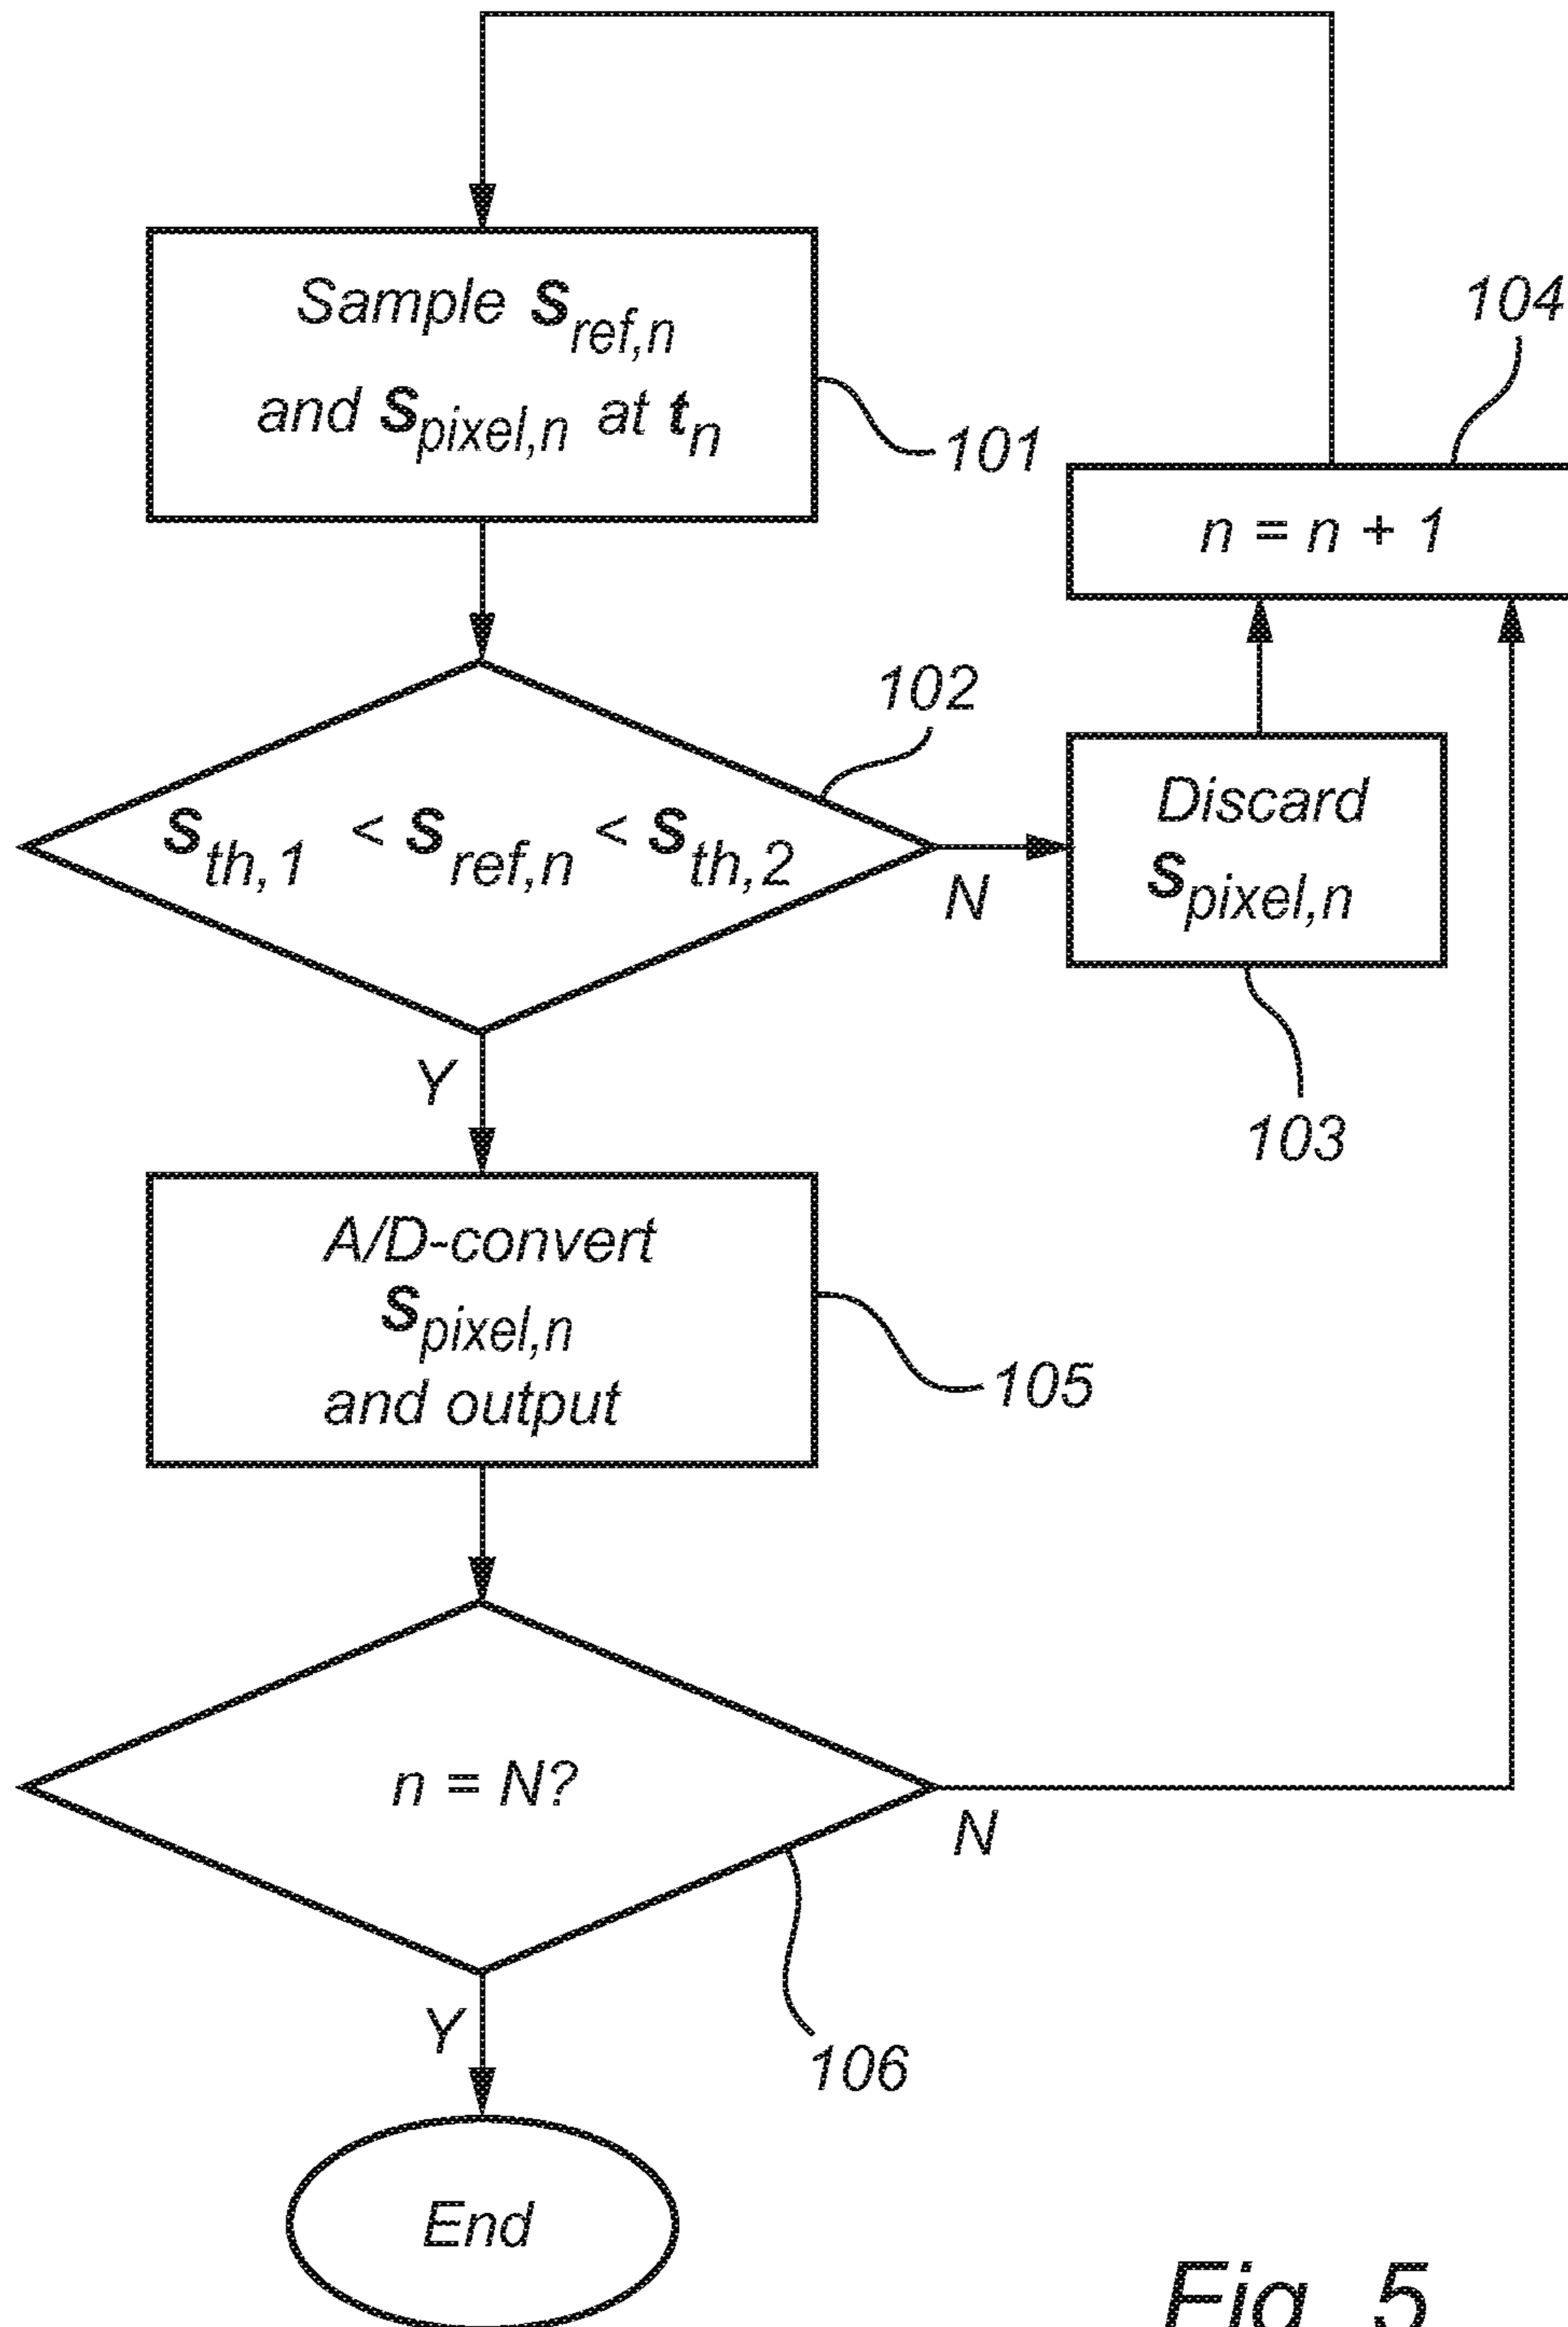 Sample S_ref,n
and S_pixel,n at t_n
101
104
n = n + 1
102
S_th,1 < S_ref,n < S_th,2
N
Discard
S_pixel,n
103
Y
A/D-convert
S_pixel,n
and output
105
n = N?
N
Y
106
End
Fig. 5